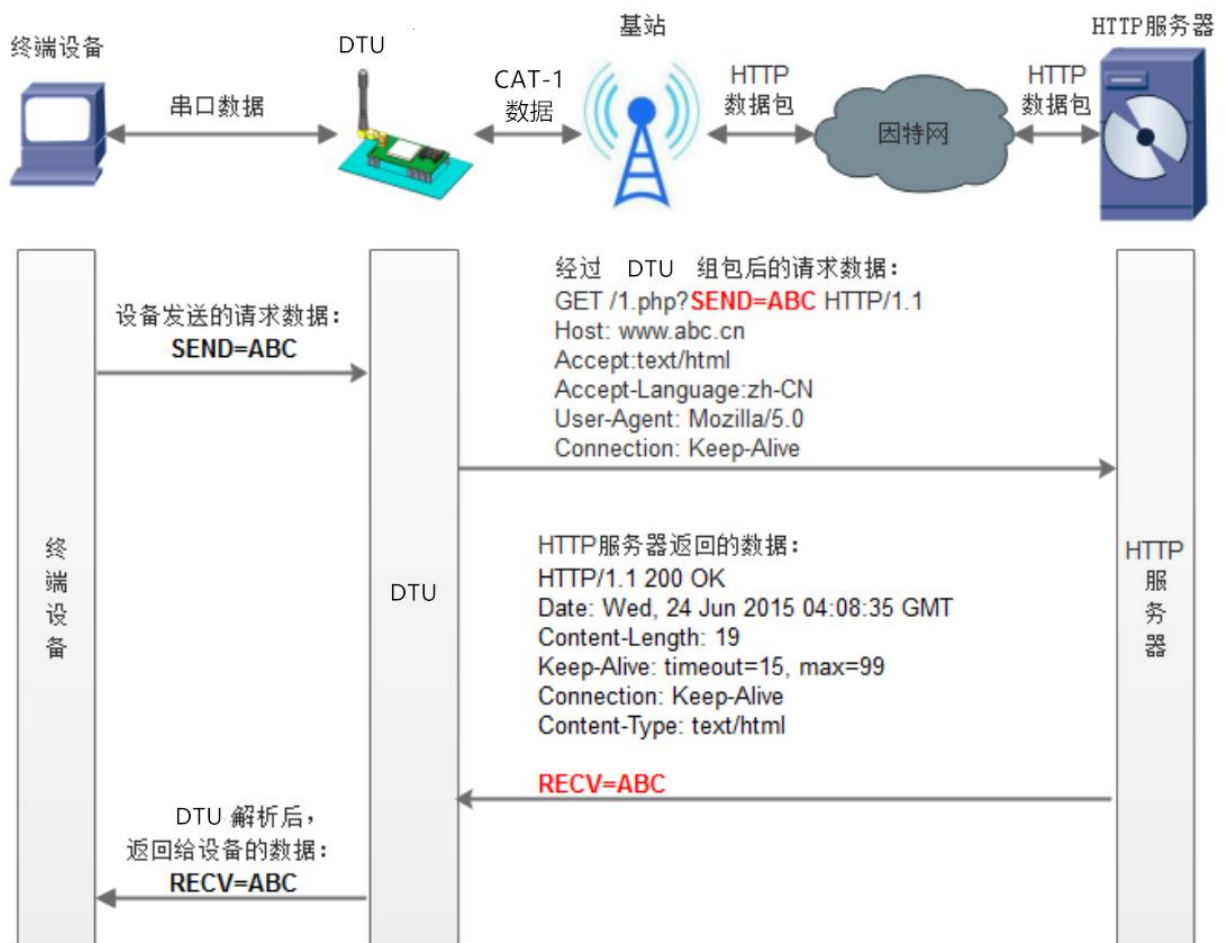 终端设备
DTU
基站
HTTP服务器
串口数据
CAT-1
数据
HTTP
数据包
因特网
HTTP
数据包
设备发送的请求数据：
SEND=ABC
经过 DTU 组包后的请求数据：
GET /1.php?SEND=ABC HTTP/1.1
Host: www.abc.cn
Accept:text/html
Accept-Language:zh-CN
User-Agent: Mozilla/5.0
Connection: Keep-Alive
终端设备
DTU
HTTP服务器
HTTP服务器返回的数据：
HTTP/1.1 200 OK
Date: Wed, 24 Jun 2015 04:08:35 GMT
Content-Length: 19
Keep-Alive: timeout=15, max=99
Connection: Keep-Alive
Content-Type: text/html
RECV=ABC
DTU 解析后，
返回给设备的数据：
RECV=ABC